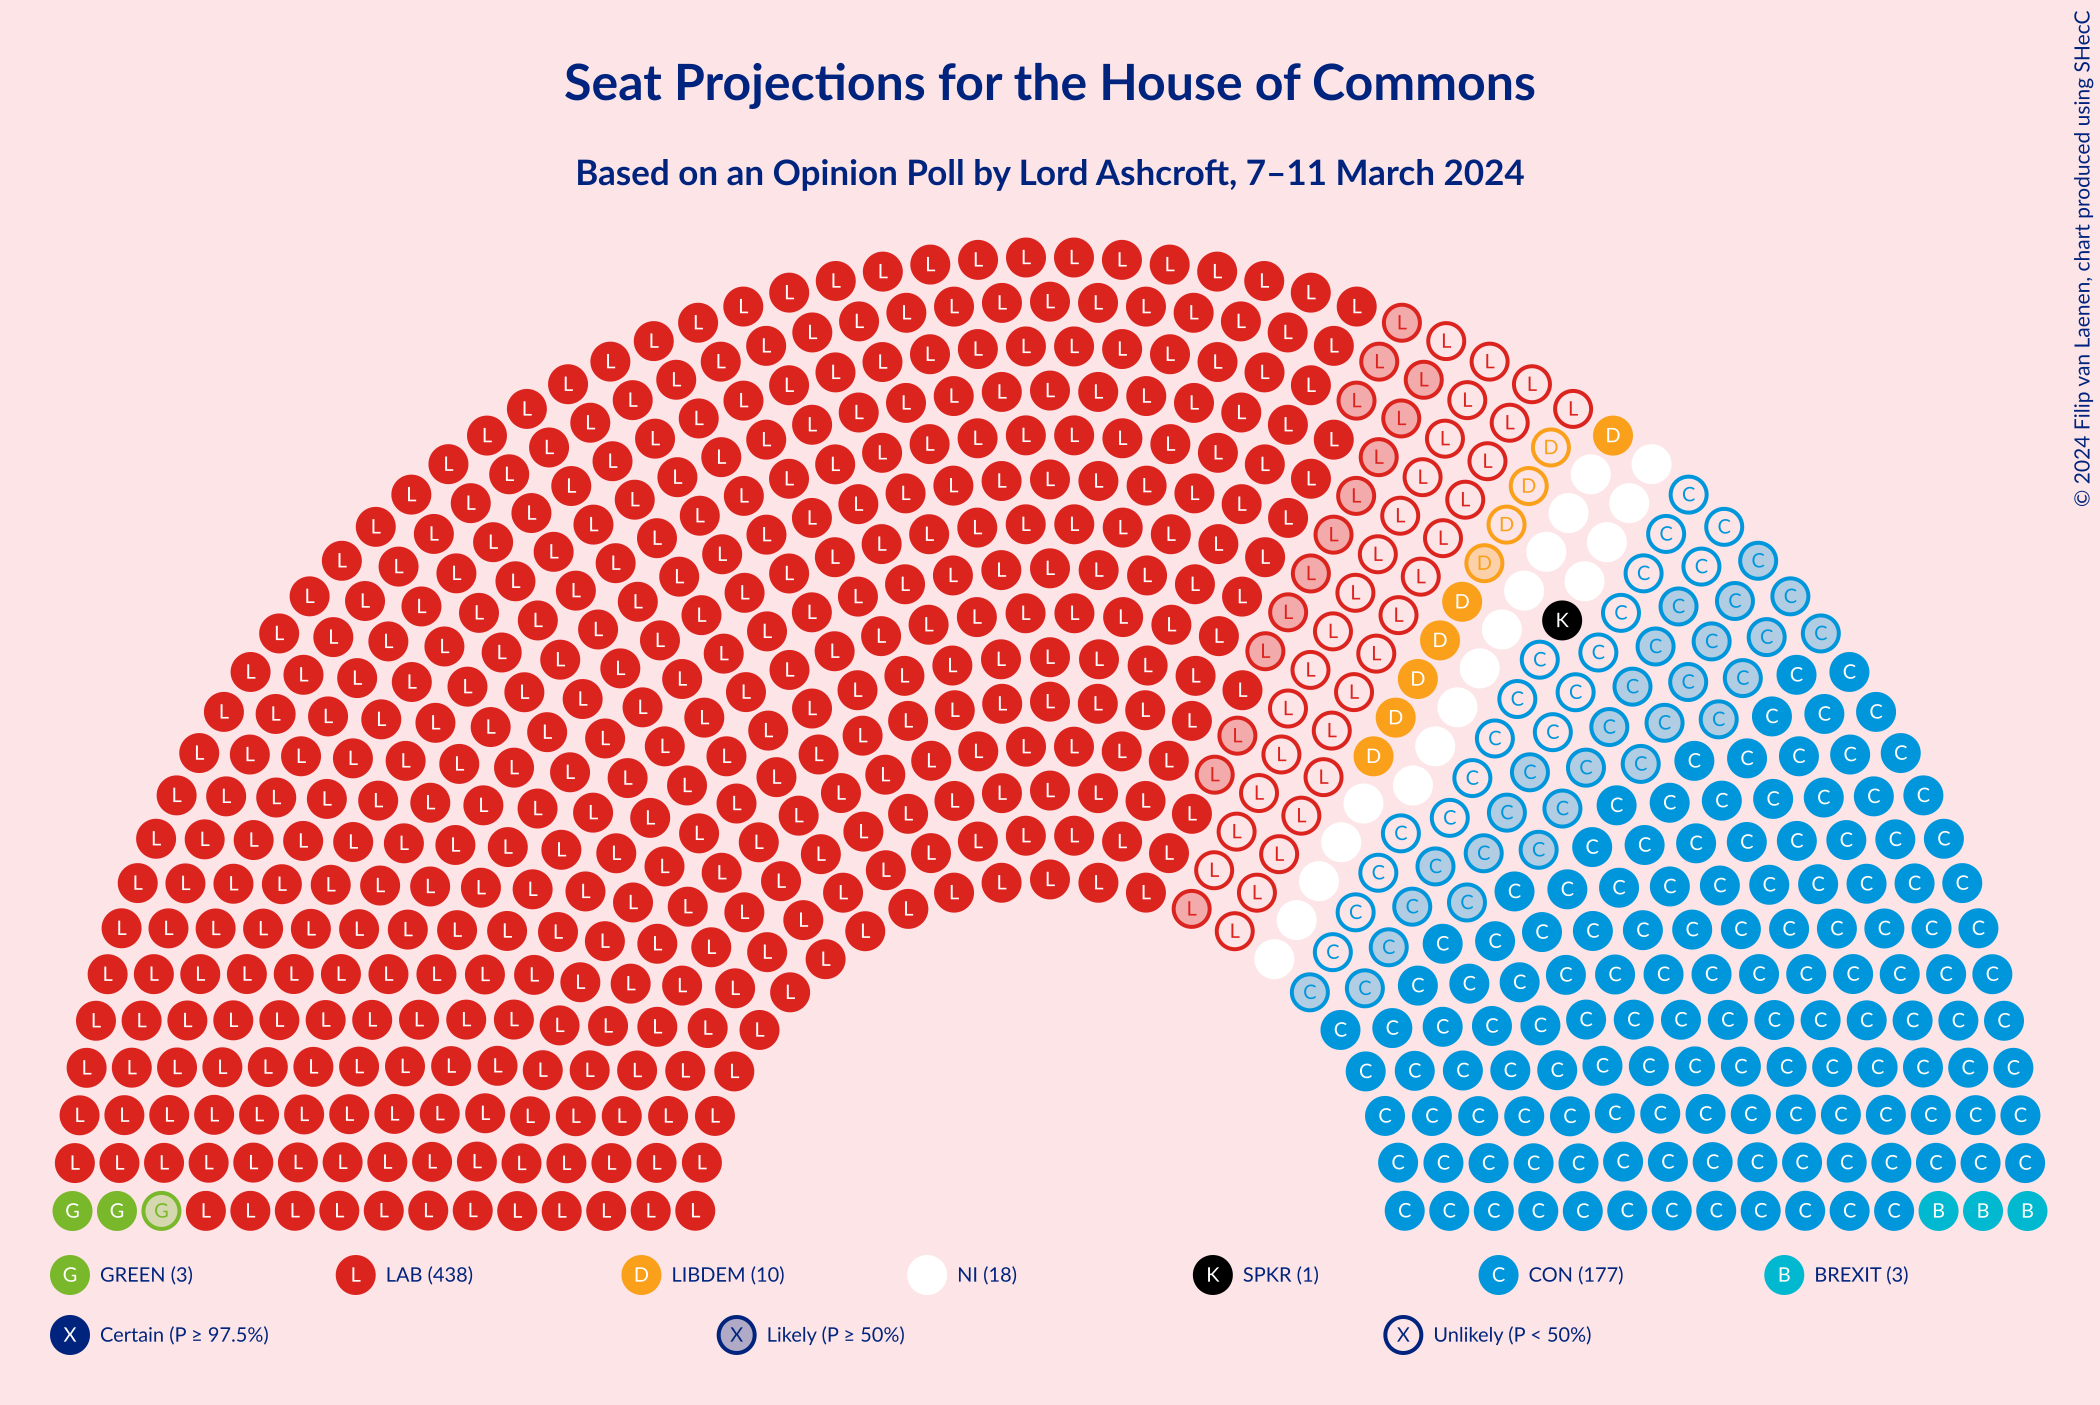 Seat Projections for the House of Commons
Based on an Opinion Poll by Lord Ashcroft, 7–11 March 2024
© 2024 Filip van Laenen, chart produced using SHecC
G GREEN (3) L LAB (438) D LIBDEM (10) NI (18) K SPKR (1) C CON (177) B BREXIT (3)
X Certain (P ≥ 97.5%) X Likely (P ≥ 50%) X Unlikely (P < 50%)